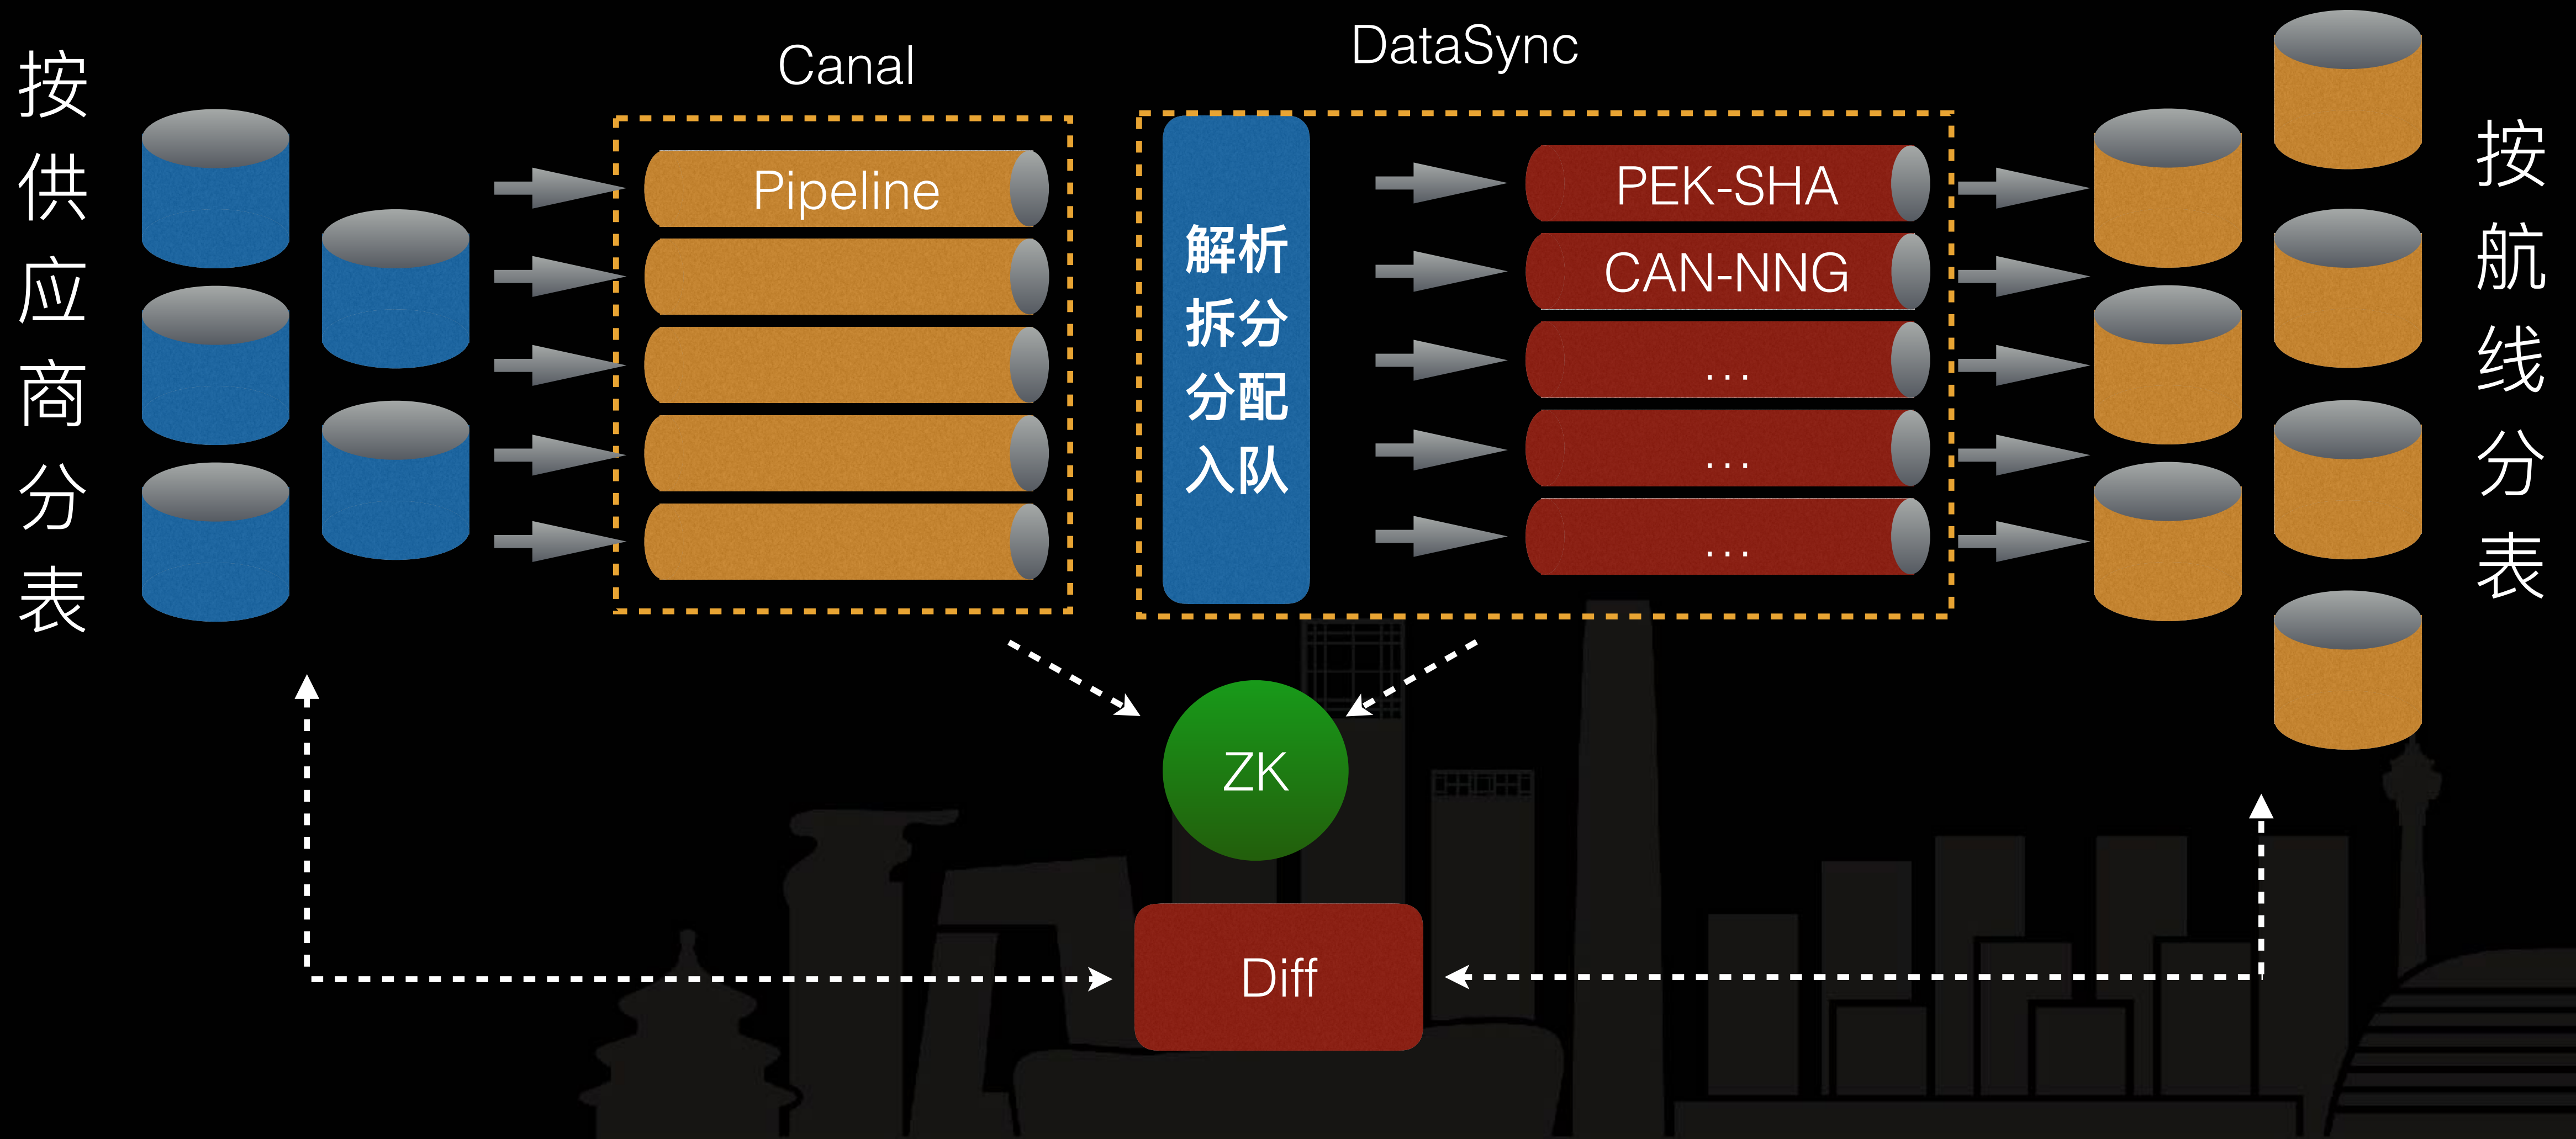 按供应商分表
Canal
Pipeline
DataSync
解析
拆分
分配
入队
PEK-SHA
CAN-NNG
...
...
...
按航线分表
ZK
Diff